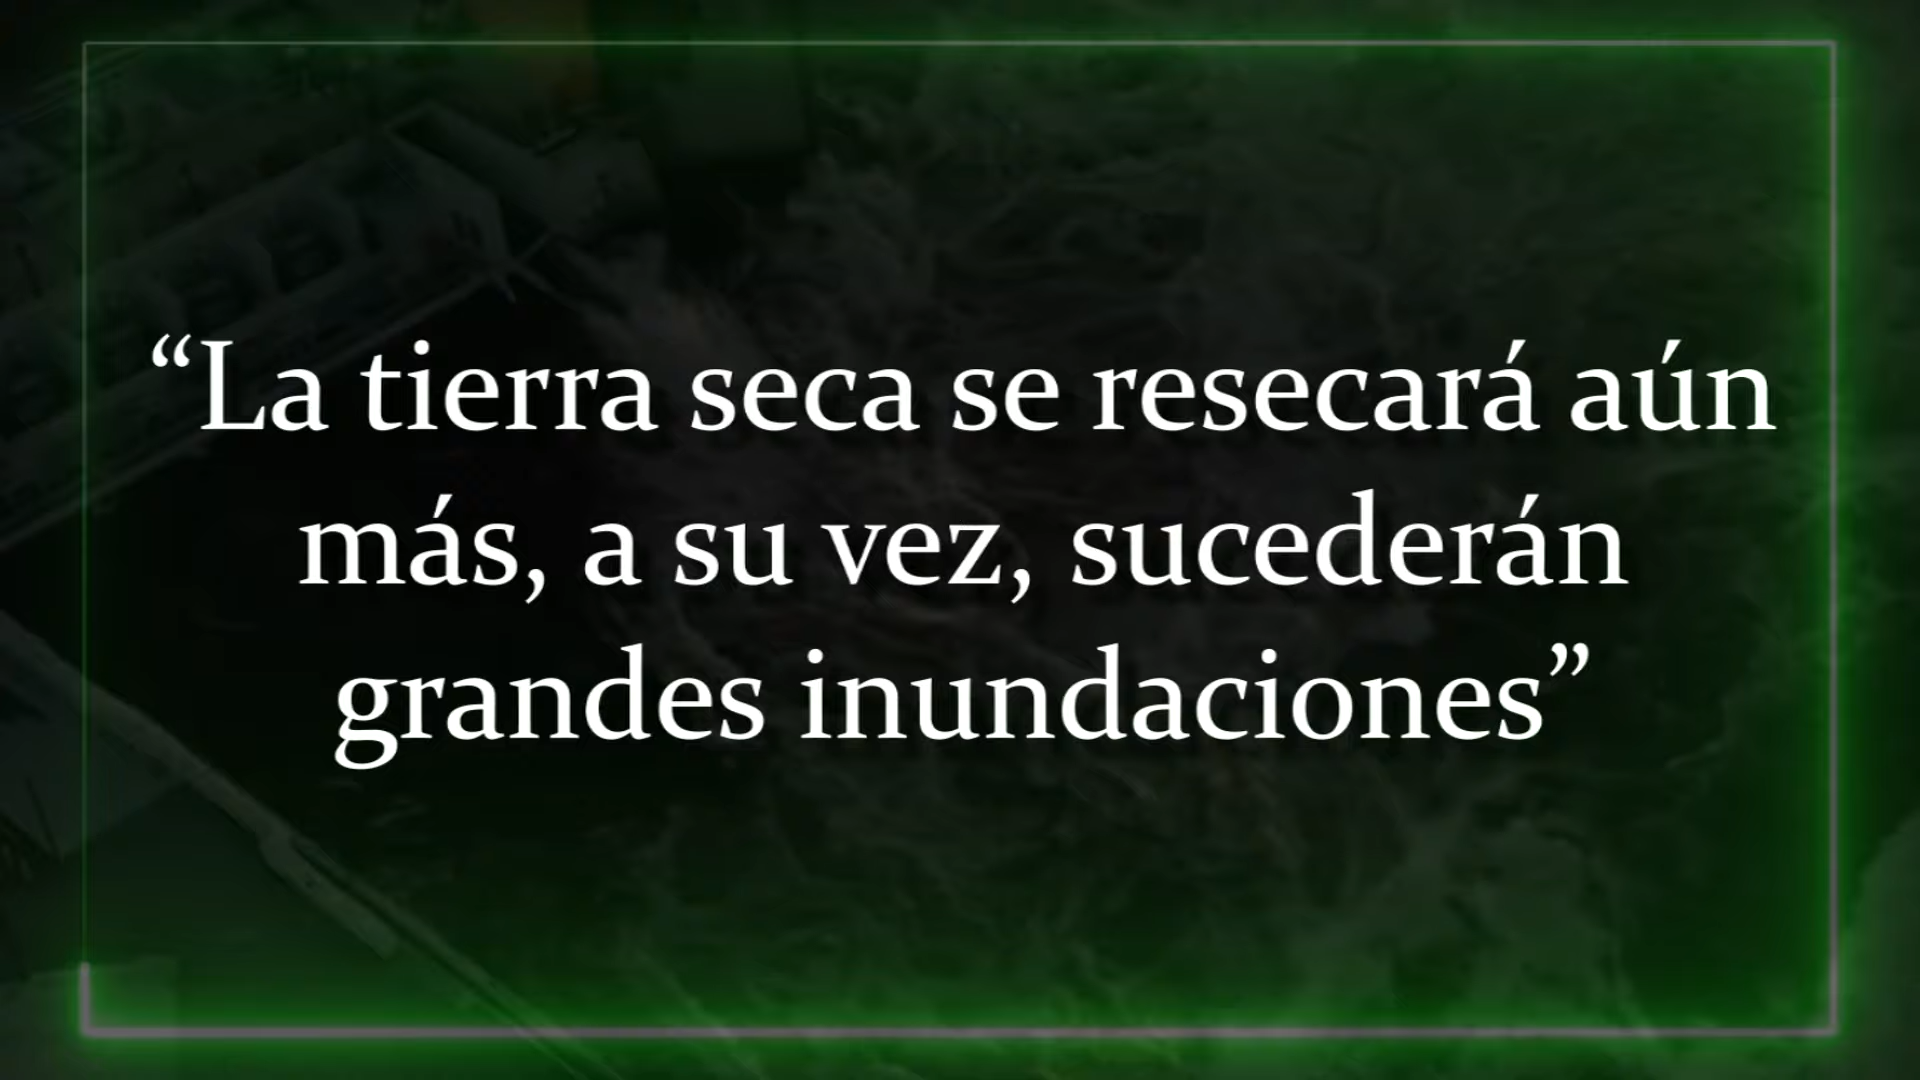 “La tierra seca se resecará aún
más, a su vez, sucederán
grandes inundaciones”